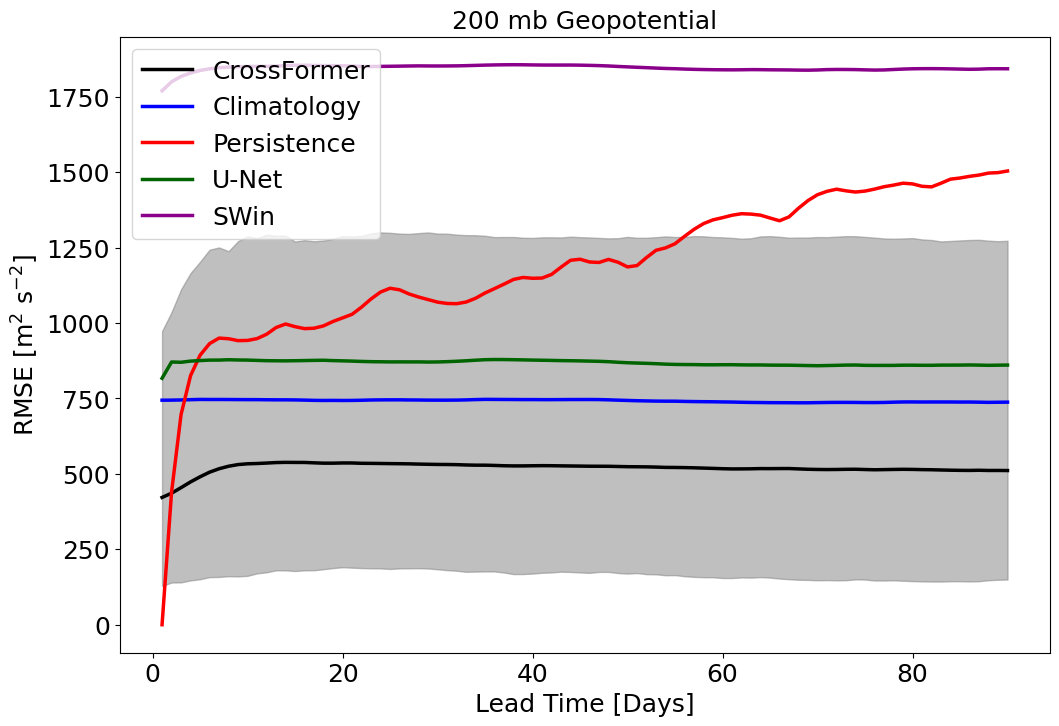 200 mb Geopotential
CrossFormer
Climatology
Persistence
U-Net
SWin
RMSE [m² s⁻²]
1750
1500
1250
1000
750
500
250
0
0 20 40 60 80
Lead Time [Days]